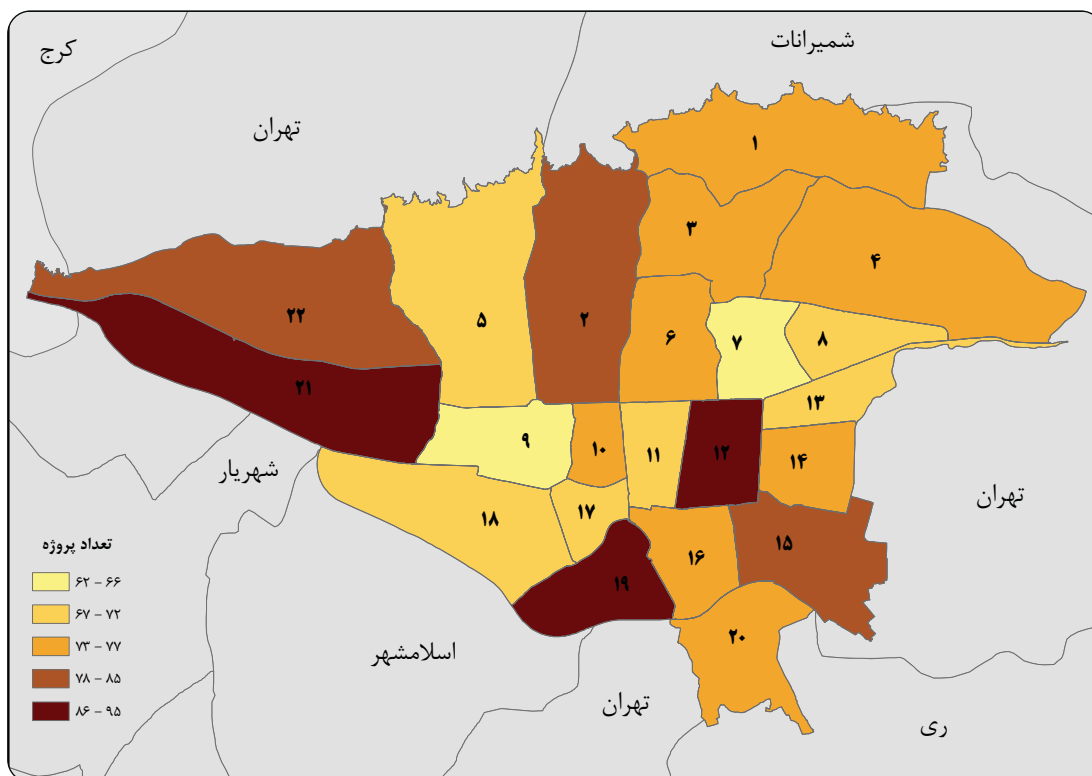 کرج
شمیرانات
تهران
۱
۳
۴
۲۲
۵
۲
۶
۷
۸
۲۱
۱۳
۹
۱۰
۱۱
۱۲
۱۴
شهریار
تهران
۱۸
۱۷
۱۵
۱۶
۱۹
۲۰
اسلامشهر
تهران
ری
تعداد پروژه
۶۲ – ۶۶
۶۷ – ۷۲
۷۳ – ۷۷
۷۸ – ۸۵
۸۶ – ۹۵